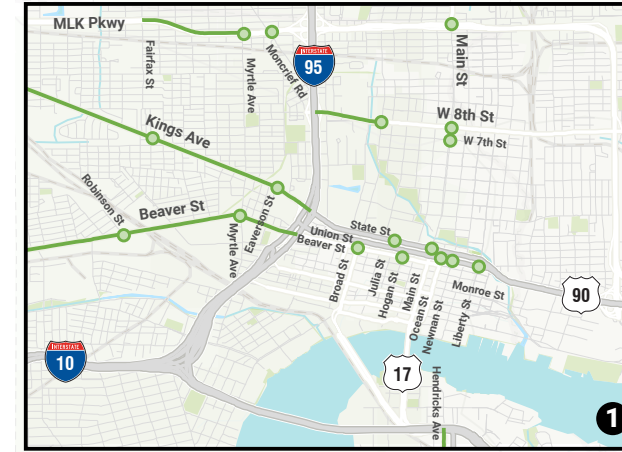 MLK Pkwy
Fairfax St
Myrtle Ave
Moncrief Rd
INTERSTATE
95
Main St
W 8th St
W 7th St
Kings Ave
Robinson St
Beaver St
Myrtle Ave
Eaverson St
State St
Union St
Beaver St
Broad St
Julia St
Hogan St
Main St
Ocean St
Newnan St
Liberty St
Monroe St
90
INTERSTATE
10
17
Hendricks Ave
1